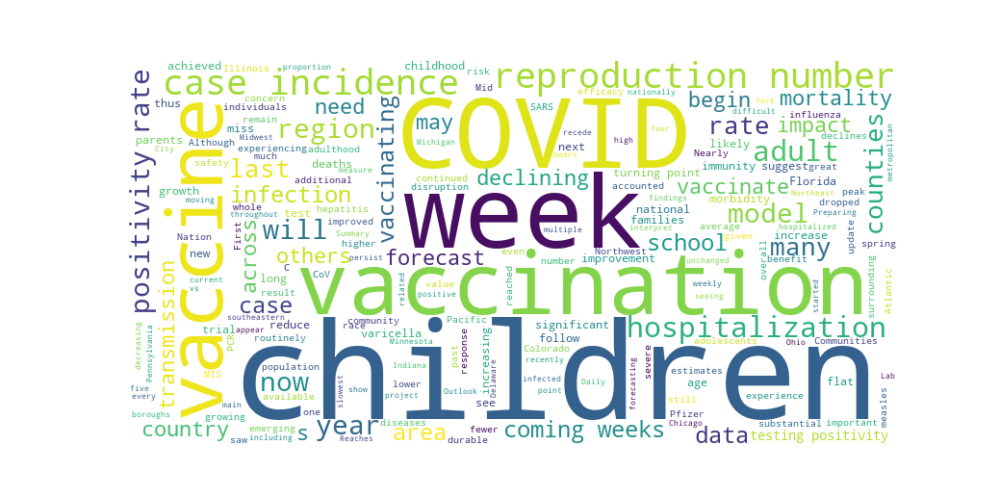 achieved
Illinois
proportion
childhood
risk
Mid
efficacy
nationally
case incidence
reproduction number
concern
thus
individuals
need
COVID
SARS
begin
mortality
York
difficult
Although
miss
remain
region
may
recede
four
rate
influenza
impact
declines
parents
Midwest
experiencing
adulthood
next
high
likely
City
safety
much
deaths
Michigan
Nearly
adult
metropolitan
positivity rate
vaccine
last
measure
vaccinating
continued
turning point
immunity
suggest
great
counties
additional
disruption
declining
accounted
vaccinate
Florida
growth
infection
week
findings
morbidity
peak
moving
whole
hepatitis
national
average
model
dropped
Northeast
Preparing
throughout
test
improved
families
given
hospitalized
update
Nation
First
will
higher
Summary
multiple
interpret
increase
spring
new
across
others
even
Northwest
school
many
unchanged
overall
benefit
persist
forecast
number
improvement
weekly
current
vs
C
CoV
vaccination
seeing
started
surrounding
Atlantic
long
related
value
reached
result
case
positive
transmission
trial
southeastern
community
Pacific
significant
hospitalization
decreasing
Pennsylvania
PCR
appear
reduce
race
varicella
response
follow
adolescents
Ohio
Communities
routinely
Minnesota
Colorado
WIS
population
children
past
severe
estimates
recently
now
available
Indiana
increasing
infected
age
flat
five
every
main
slowest
show
lower
project
Outlook
Delaware
Daily
point
forecasting
still
experience
Lab
boroughs
growing
one
see
Pfizer
measles
country
emerging
including
s
year
saw
Reaches
diseases
area
fewer
durable
coming weeks
Chicago
data
substantial
important
testing positivity